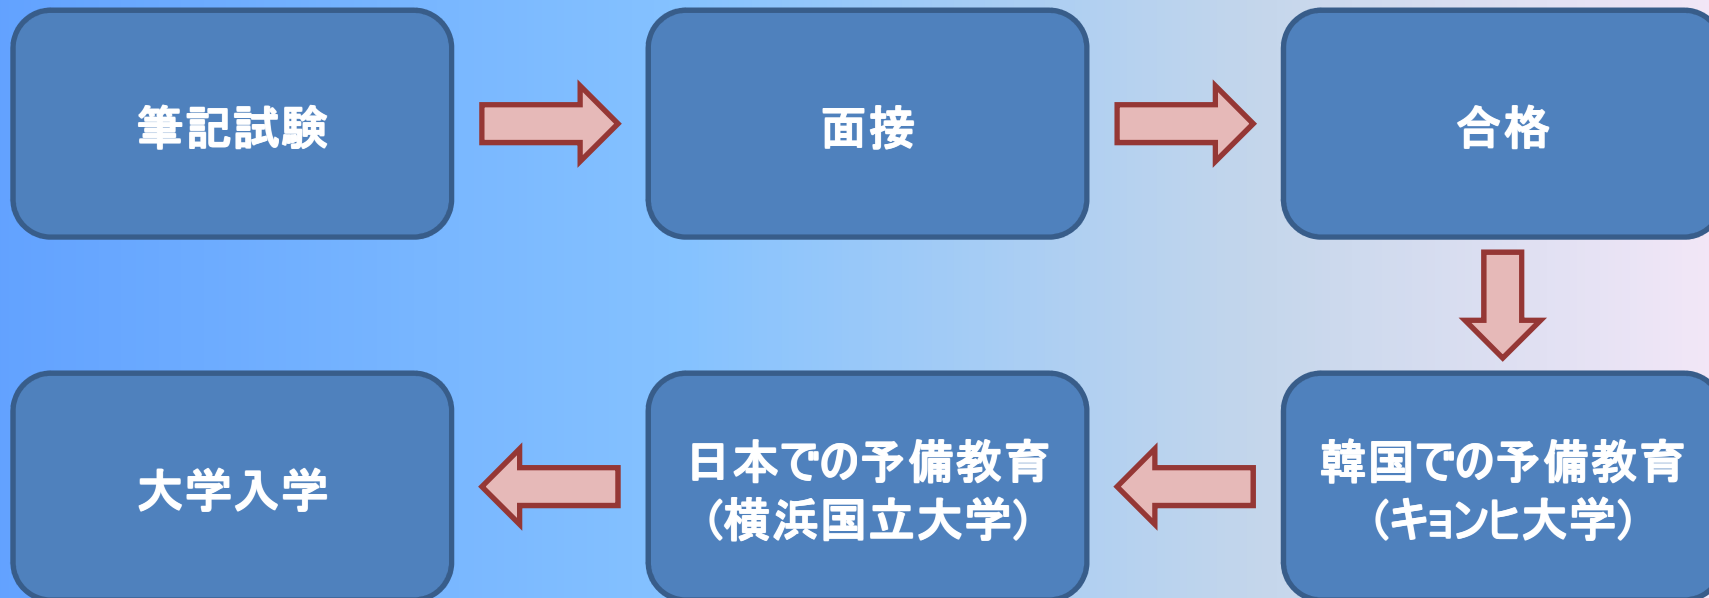 筆記試験
面接
合格
韓国での予備教育
(キョンヒ大学)
日本での予備教育
(横浜国立大学)
大学入学